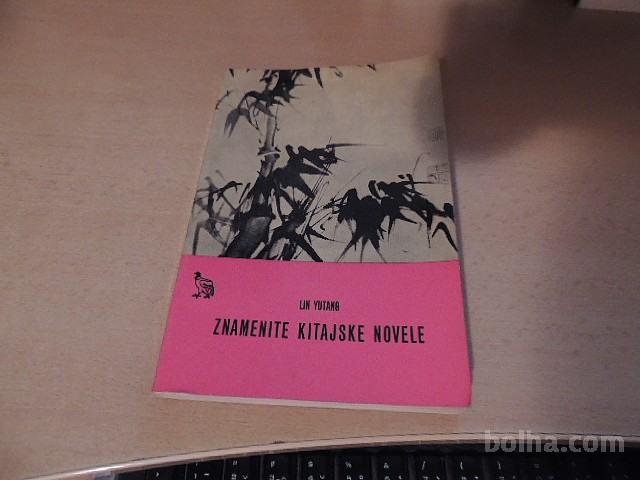 LIN YUTANG
ZNAMENITE KITAJSKE NOVELE
bolha.com